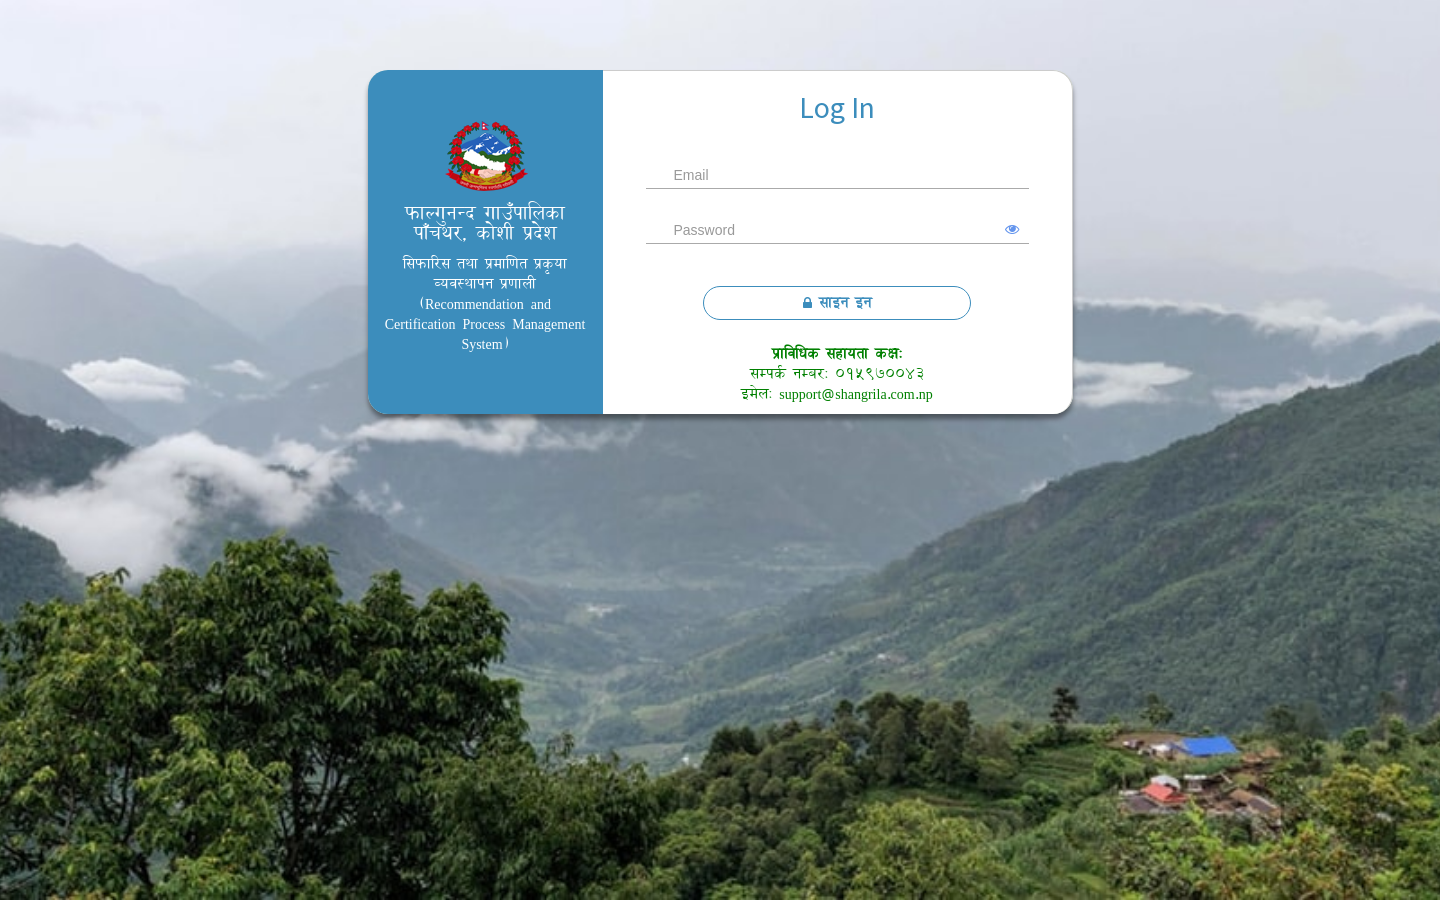 फाल्गुनन्द गाउँपालिका
पाँचथर, कोशी प्रदेश
सिफारिस तथा प्रमाणित प्रकृया
व्यवस्थापन प्रणाली
(Recommendation and
Certification Process Management
System)
Log In
Email
Password
साइन इन
प्राविधिक सहायता कक्ष:
सम्पर्क नम्बर: ०१५९७००४३
इमेल: support@shangrila.com.np